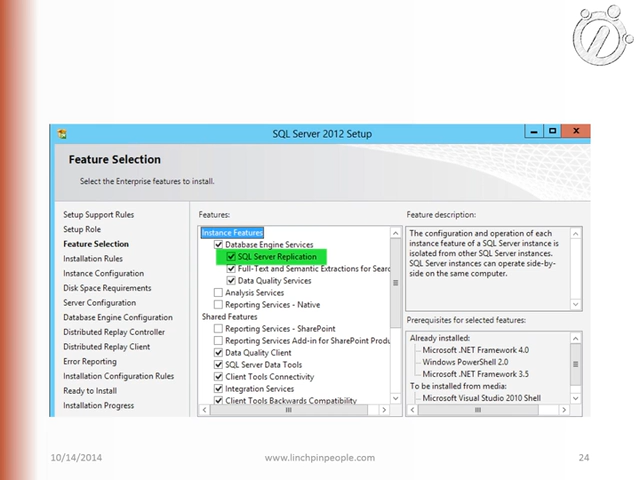 SQL Server 2012 Setup
Feature Selection
Select the Enterprise features to install.
Setup Support Rules
Setup Role
Feature Selection
Installation Rules
Instance Configuration
Disk Space Requirements
Server Configuration
Database Engine Configuration
Distributed Replay Controller
Distributed Replay Client
Error Reporting
Installation Configuration Rules
Ready to Install
Installation Progress
Features:
Instance Features
Database Engine Services
SQL Server Replication
Full-Text and Semantic Extractions for Sear
Data Quality Services
Analysis Services
Reporting Services - Native
Shared Features
Reporting Services - SharePoint
Reporting Services Add-in for SharePoint Produ
Data Quality Client
SQL Server Data Tools
Client Tools Connectivity
Integration Services
Client Tools Backwards Compatibility
Feature description:
The configuration and operation of each
instance feature of a SQL Server instance is
isolated from other SQL Server instances.
SQL Server instances can operate side-by-
side on the same computer.
Prerequisites for selected features:
Already installed:
Microsoft .NET Framework 4.0
Windows PowerShell 2.0
Microsoft .NET Framework 3.5
To be installed from media:
Microsoft Visual Studio 2010 Shell
10/14/2014
www.linchpinpeople.com
24